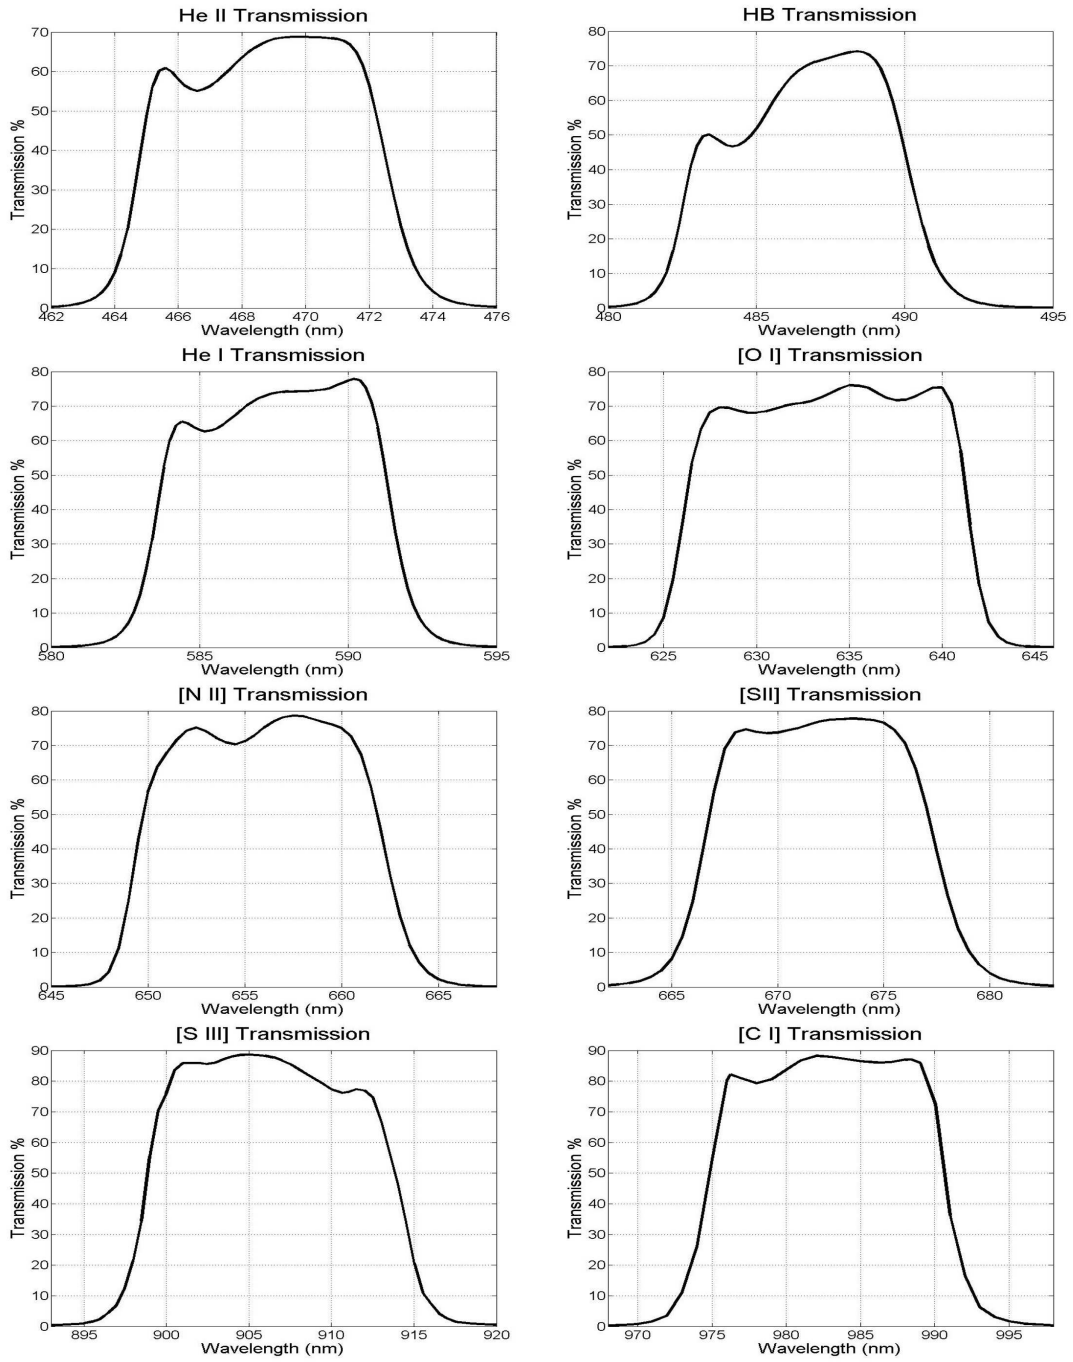 He II Transmission
Transmission %
70
60
50
40
30
20
10
0
462 464 466 468 470 472 474 476
Wavelength (nm)
HB Transmission
Transmission %
80
70
60
50
40
30
20
10
0
480 485 490 495
Wavelength (nm)
He I Transmission
Transmission %
80
70
60
50
40
30
20
10
0
580 585 590 595
Wavelength (nm)
[O I] Transmission
Transmission %
80
70
60
50
40
30
20
10
0
625 630 635 640 645
Wavelength (nm)
[N II] Transmission
Transmission %
80
70
60
50
40
30
20
10
0
645 650 655 660 665
Wavelength (nm)
[SII] Transmission
Transmission %
80
70
60
50
40
30
20
10
0
665 670 675 680
Wavelength (nm)
[S III] Transmission
Transmission %
90
80
70
60
50
40
30
20
10
0
895 900 905 910 915 920
Wavelength (nm)
[C I] Transmission
Transmission %
90
80
70
60
50
40
30
20
10
0
970 975 980 985 990 995
Wavelength (nm)